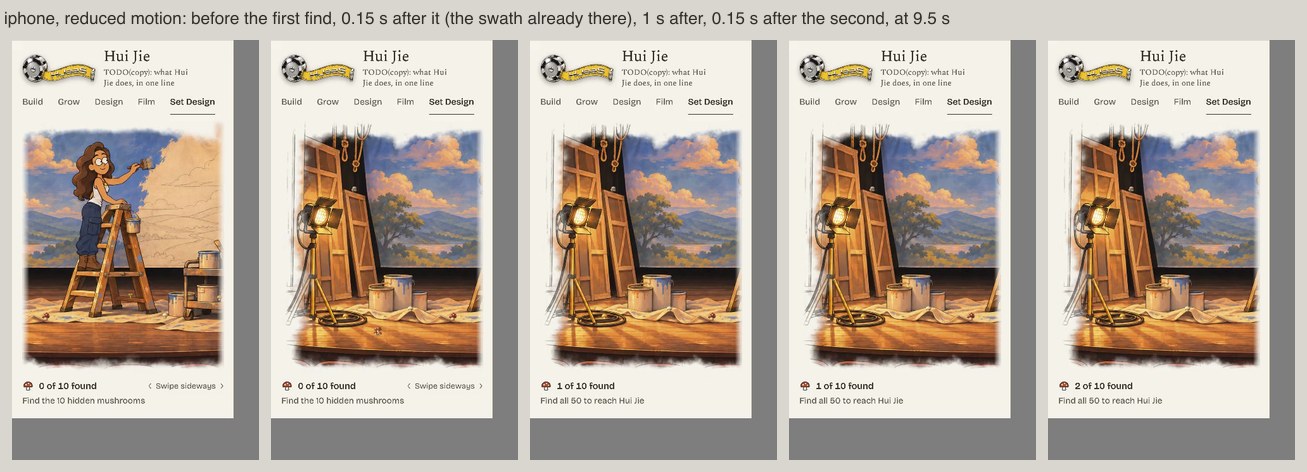 iphone, reduced motion: before the first find, 0.15 s after it (the swath already there), 1 s after, 0.15 s after the second, at 9.5 s
Hui Jie
TODO(copy): what Hui
Jie does, in one line
Build Grow Design Film Set Design
0 of 10 found
‹ Swipe sideways ›
Find the 10 hidden mushrooms
Hui Jie
TODO(copy): what Hui
Jie does, in one line
Build Grow Design Film Set Design
0 of 10 found
‹ Swipe sideways ›
Find the 10 hidden mushrooms
Hui Jie
TODO(copy): what Hui
Jie does, in one line
Build Grow Design Film Set Design
1 of 10 found
Find all 50 to reach Hui Jie
Hui Jie
TODO(copy): what Hui
Jie does, in one line
Build Grow Design Film Set Design
1 of 10 found
Find all 50 to reach Hui Jie
Hui Jie
TODO(copy): what Hui
Jie does, in one line
Build Grow Design Film Set Design
2 of 10 found
Find all 50 to reach Hui Jie